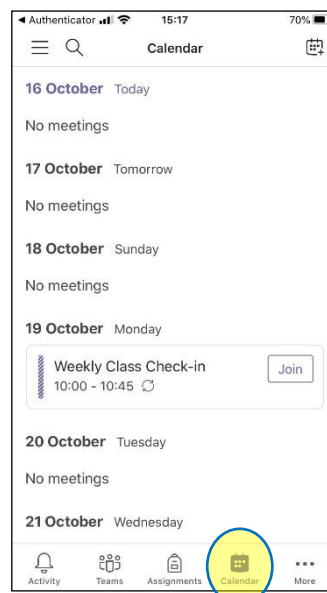 ◀ Authenticator 15:17 70%
Calendar
16 October Today
No meetings
17 October Tomorrow
No meetings
18 October Sunday
No meetings
19 October Monday
Weekly Class Check-in
Join
10:00 - 10:45
20 October Tuesday
No meetings
21 October Wednesday
Activity Teams Assignments Calendar More